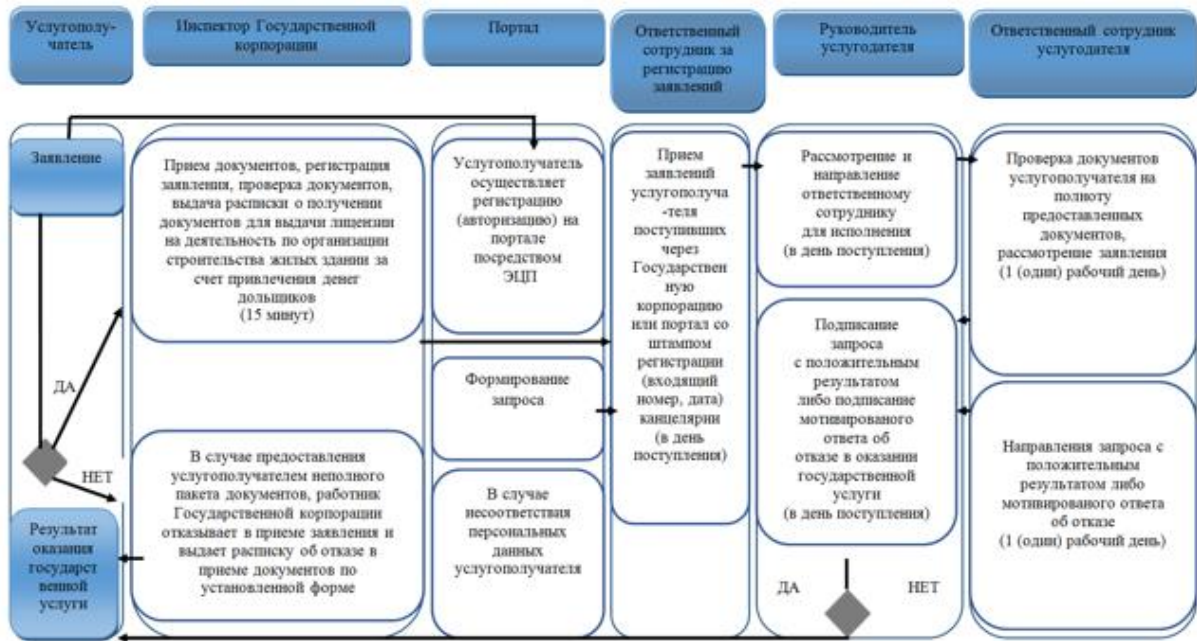 Услугополу-
чатель
Инспектор Государственной
корпорации
Портал
Ответственный
сотрудник за
регистрацию
заявлений
Руководитель
услугодателя
Ответственный сотрудник
услугодателя
Заявление
ДА
НЕТ
Результат
оказания
государст
венной
услуги
Прием документов, регистрация
заявления, проверка документов,
выдача расписки о получении
документов для выдачи лицензии
на деятельность по организации
строительства жилых здании за
счет привлечения денег
дольщиков
(15 минут)
В случае предоставления
услугополучателем неполного
пакета документов, работник
Государственной корпорации
отказывает в приеме заявления и
выдает расписку об отказе в
приеме документов по
установленной форме
Услугополучатель
осуществляет
регистрацию
(авторизацию) на
портале
посредством
ЭЦП
Формирование
запроса
В случае
несоответствия
персональных
данных
услугополучателя
Прием
заявлений
услугополуча
-теля
поступивших
через
Государствен
ную
корпорацию
или портал со
штампом
регистрации
(входящий
номер, дата)
канцелярии
(в день
поступления)
Рассмотрение и
направление
ответственному
сотруднику
для исполнения
(в день поступления)
Подписание
запроса
с положительным
результатом
либо подписание
мотивированого
ответа об
отказе в оказании
государственной
услуги
(в день поступления)
ДА
НЕТ
Проверка документов
услугополучателя на
полноту
предоставленных
документов,
рассмотрение заявления
(1 (один) рабочий день)
Направления запроса с
положительным
результатом либо
мотивированого ответа
об отказе
(1 (один) рабочий день)